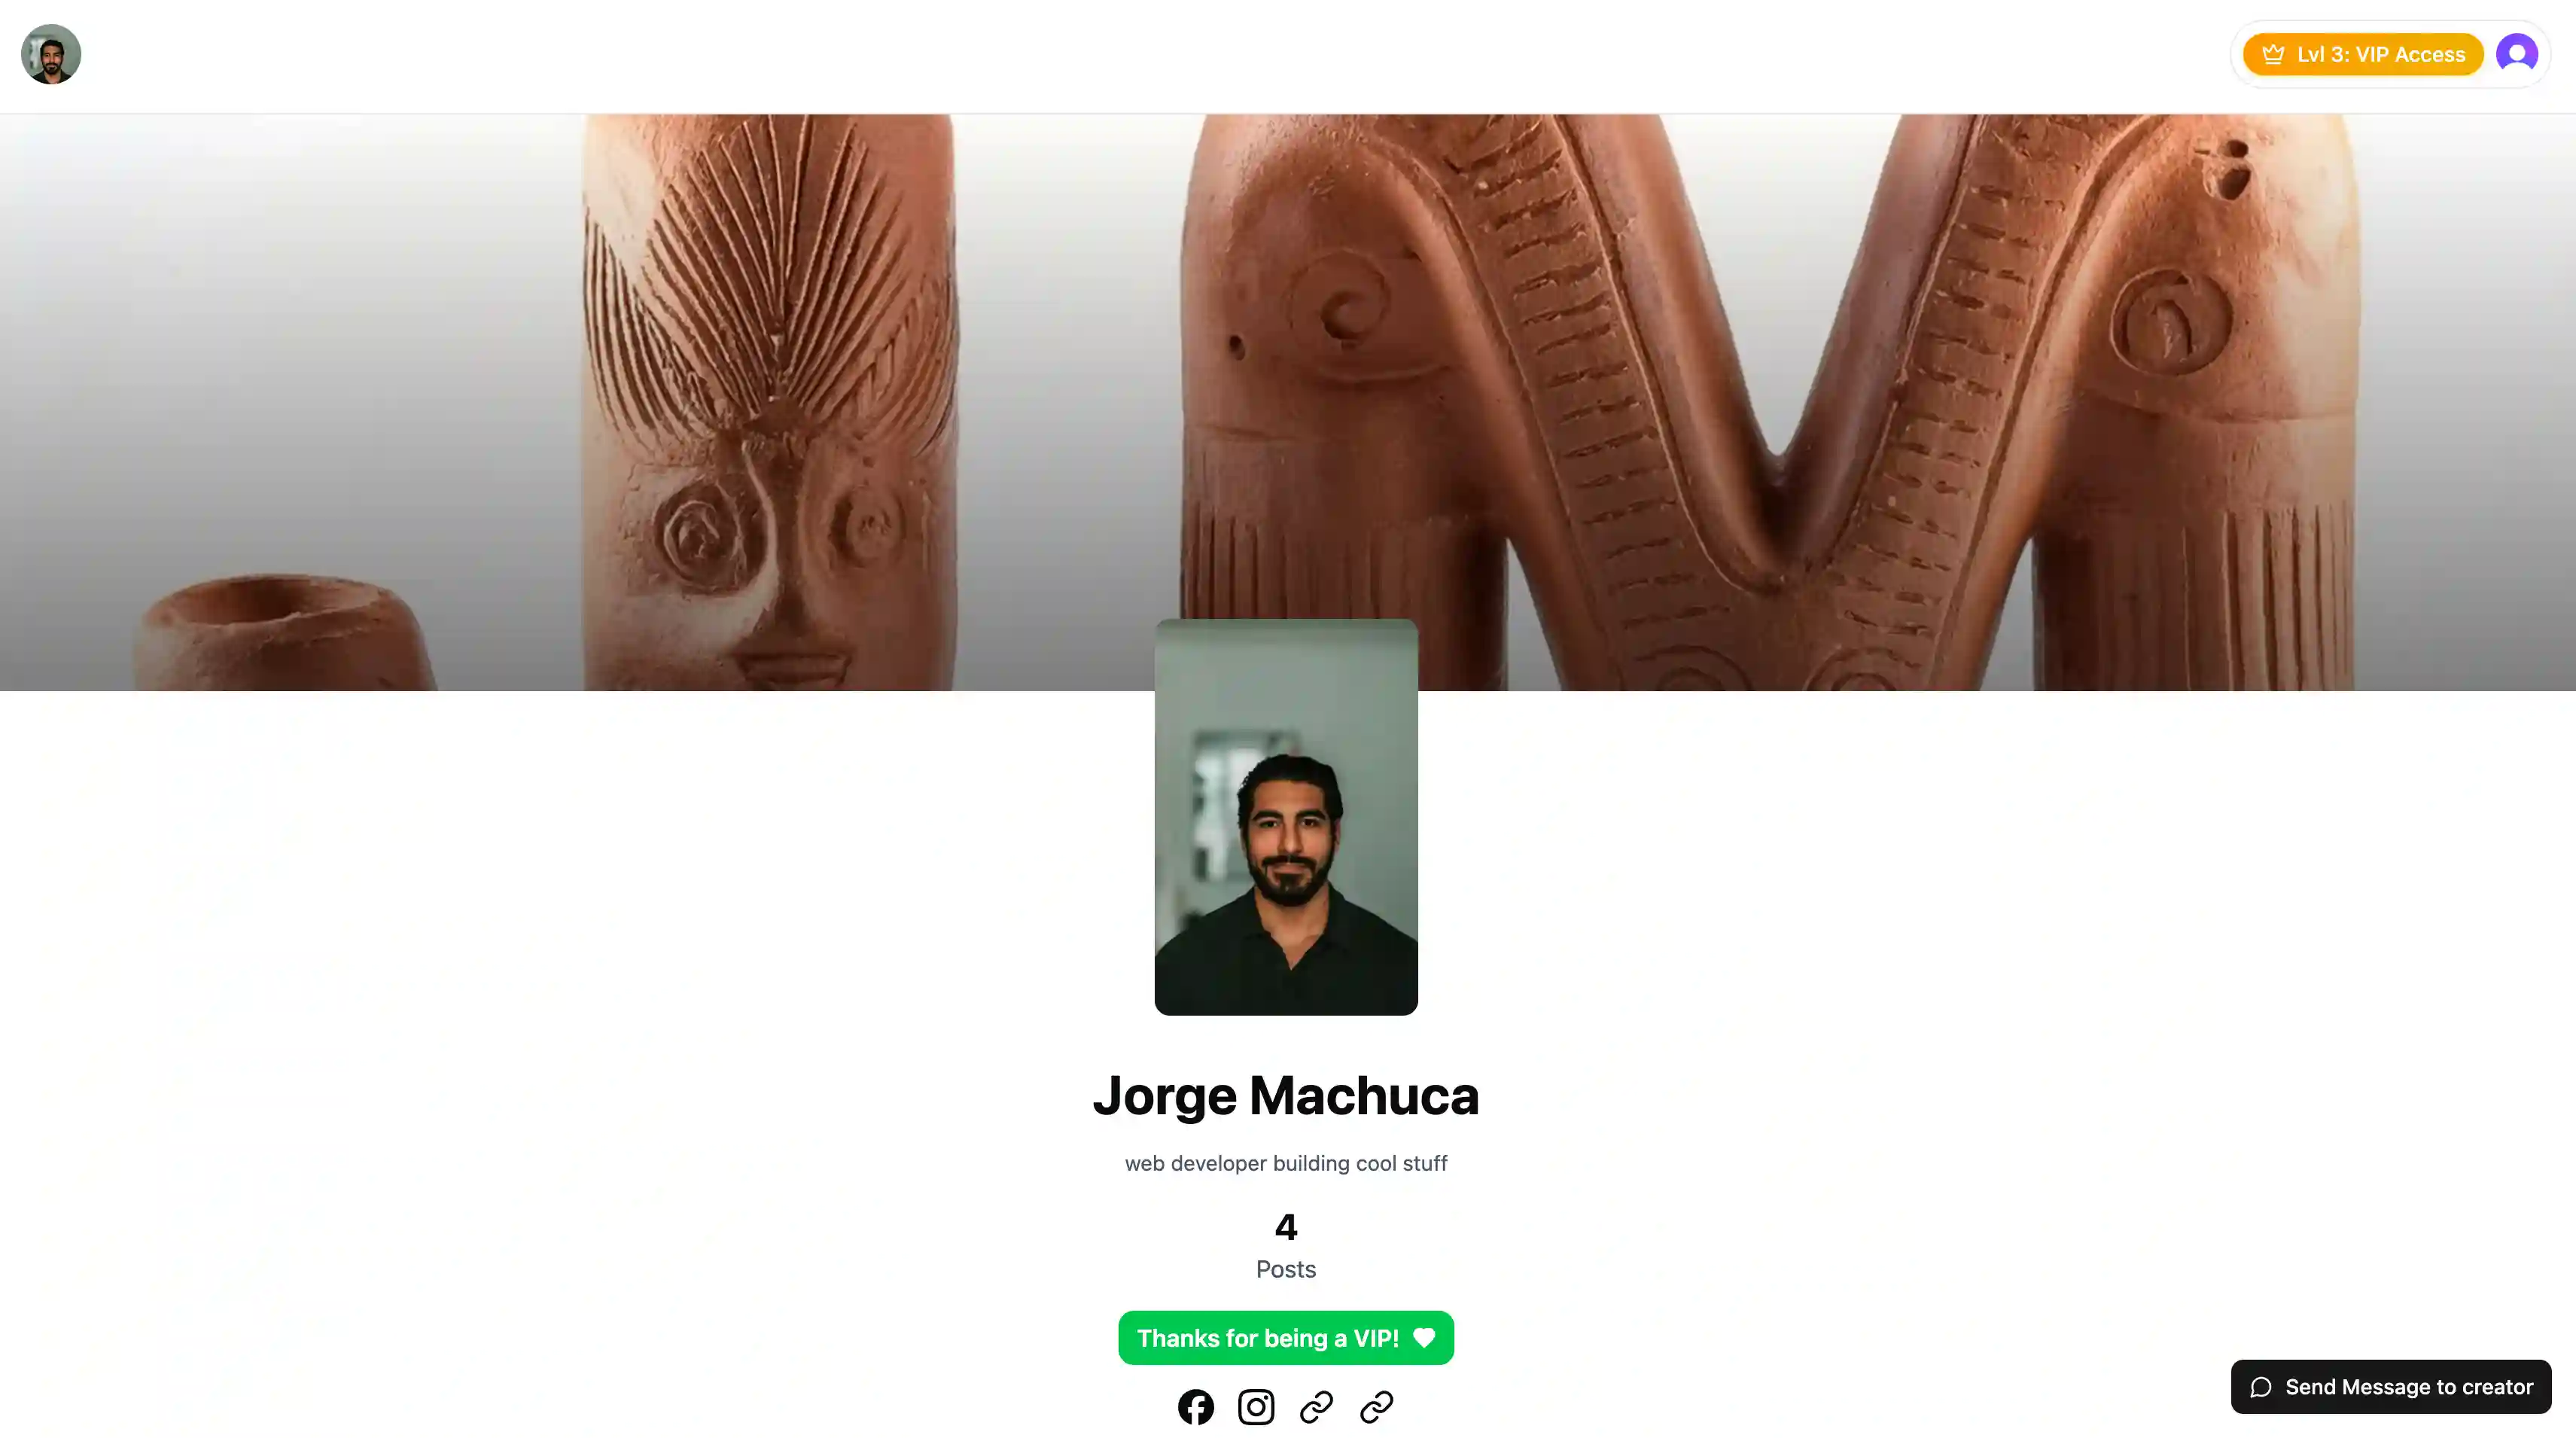 Lvl 3: VIP Access
Jorge Machuca
web developer building cool stuff
4
Posts
Thanks for being a VIP!
Send Message to creator